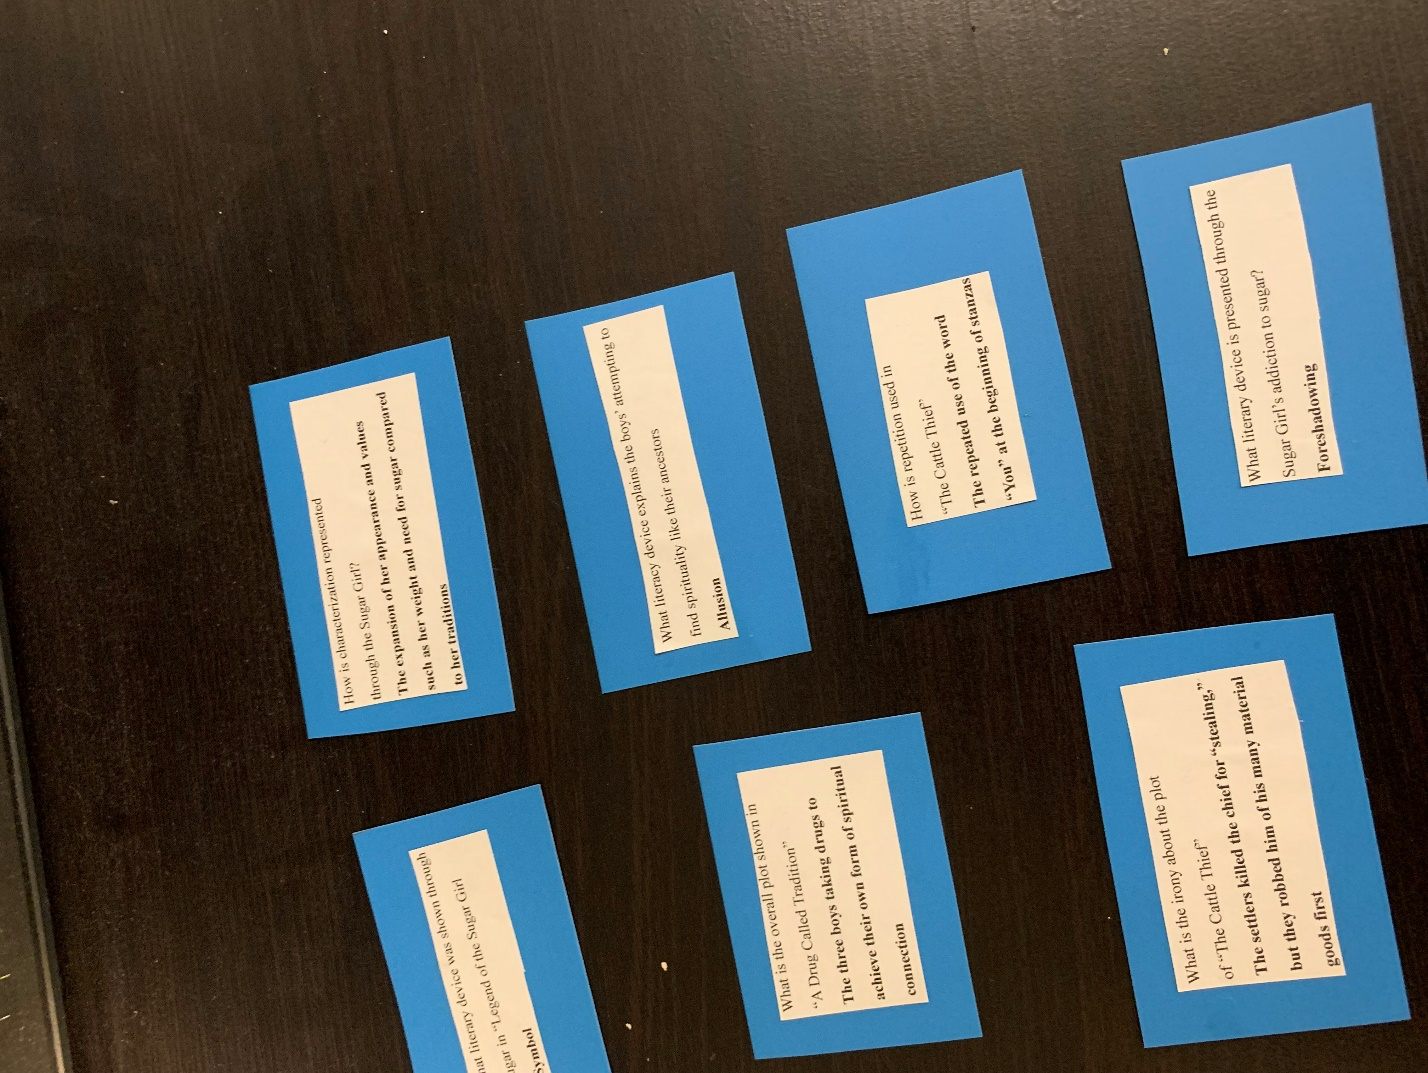 How is characterization represented
through the Sugar Girl?
The expansion of her appearance and values
such as her weight and need for sugar compared
to her traditions
What literacy device explains the boys' attempting to
find spirituality like their ancestors
Allusion
How is repetition used in
“The Cattle Thief”
The repeated use of the word
“You” at the beginning of stanzas
What literary device is presented through the
Sugar Girl's addiction to sugar?
Foreshadowing
literary device was shown through
in “Legend of the Sugar Girl
Symbol
What is the overall plot shown in
“A Drug Called Tradition”
The three boys taking drugs to
achieve their own form of spiritual
connection
What is the irony about the plot
of “The Cattle Thief”
The settlers killed the chief for “stealing,”
but they robbed him of his many material
goods first